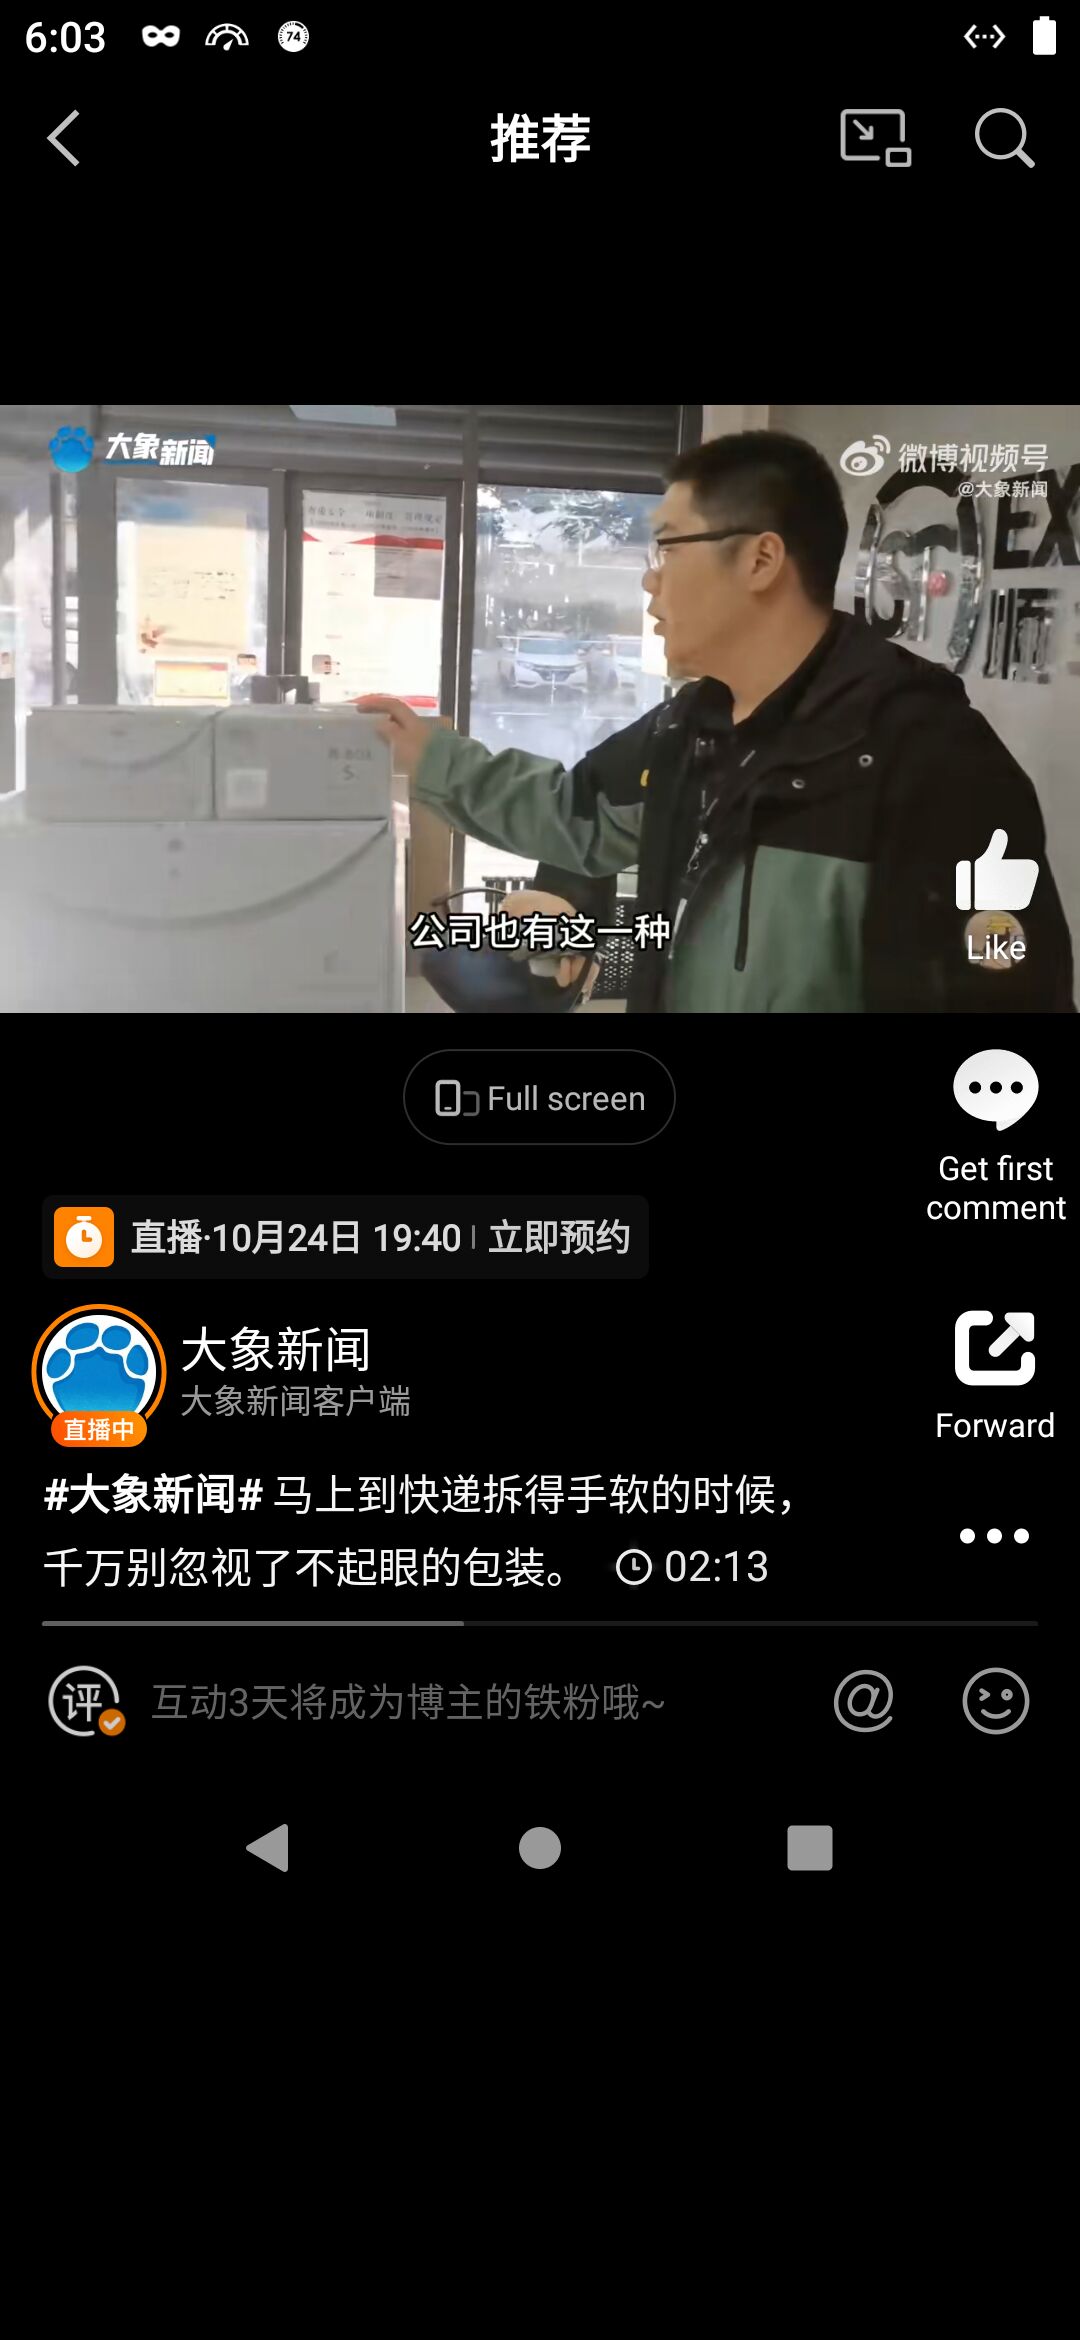 6:03
74
推荐
大象新闻
微博视频号
@大象新闻
EX
S
公司也有这一种
Like
Full screen
Get first
comment
直播·10月24日 19:40 | 立即预约
大象新闻
大象新闻客户端
直播中
Forward
#大象新闻# 马上到快递拆得手软的时候，
千万别忽视了不起眼的包装。 02:13
评 互动3天将成为博主的铁粉哦~